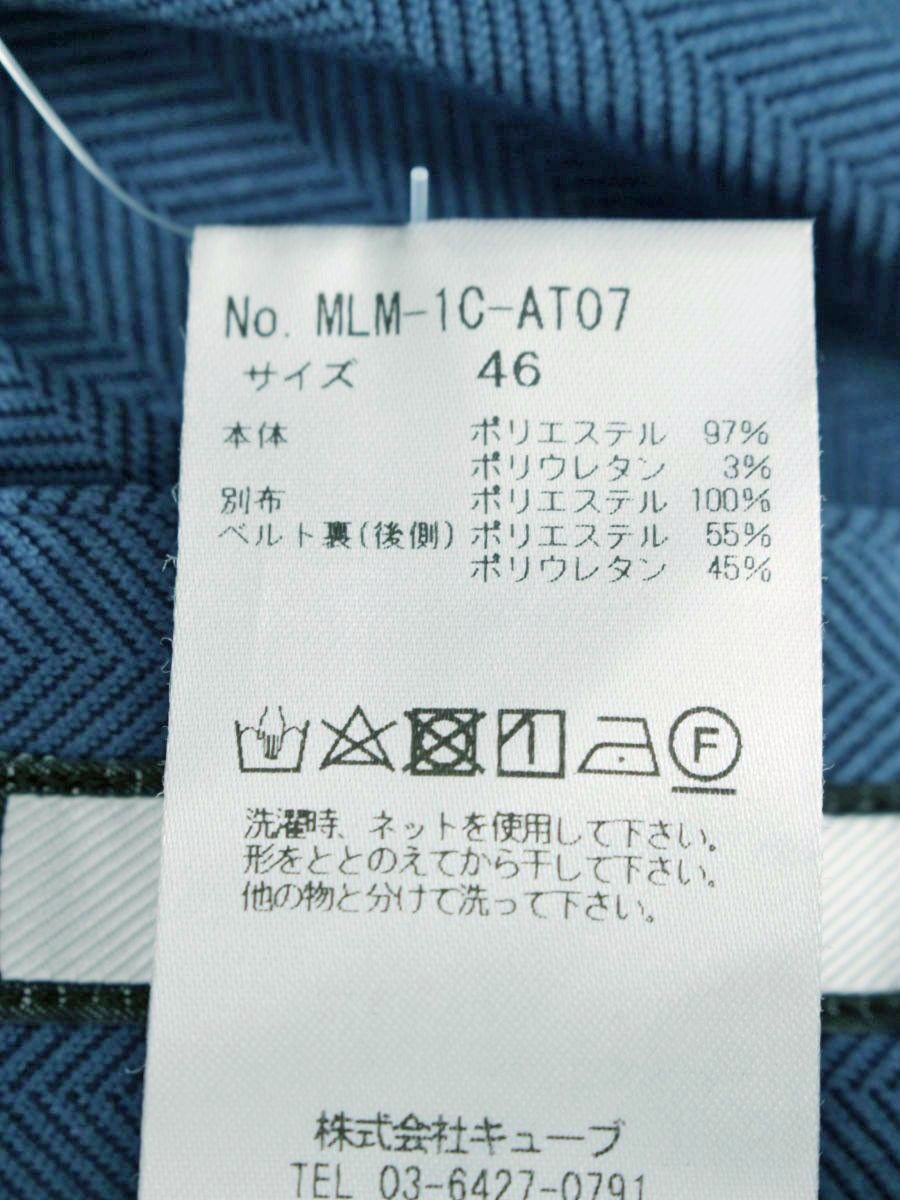 No. MLM-1C-AT07
サイズ 46
本体 ポリエステル 97%
ポリウレタン 3%
別布 ポリエステル 100%
ベルト裏(後側) ポリエステル 55%
ポリウレタン 45%
F
洗濯時、ネットを使用して下さい。
形をととのえてから干して下さい。
他の物と分けて洗って下さい。
株式会社キューブ
TEL 03-6427-0791